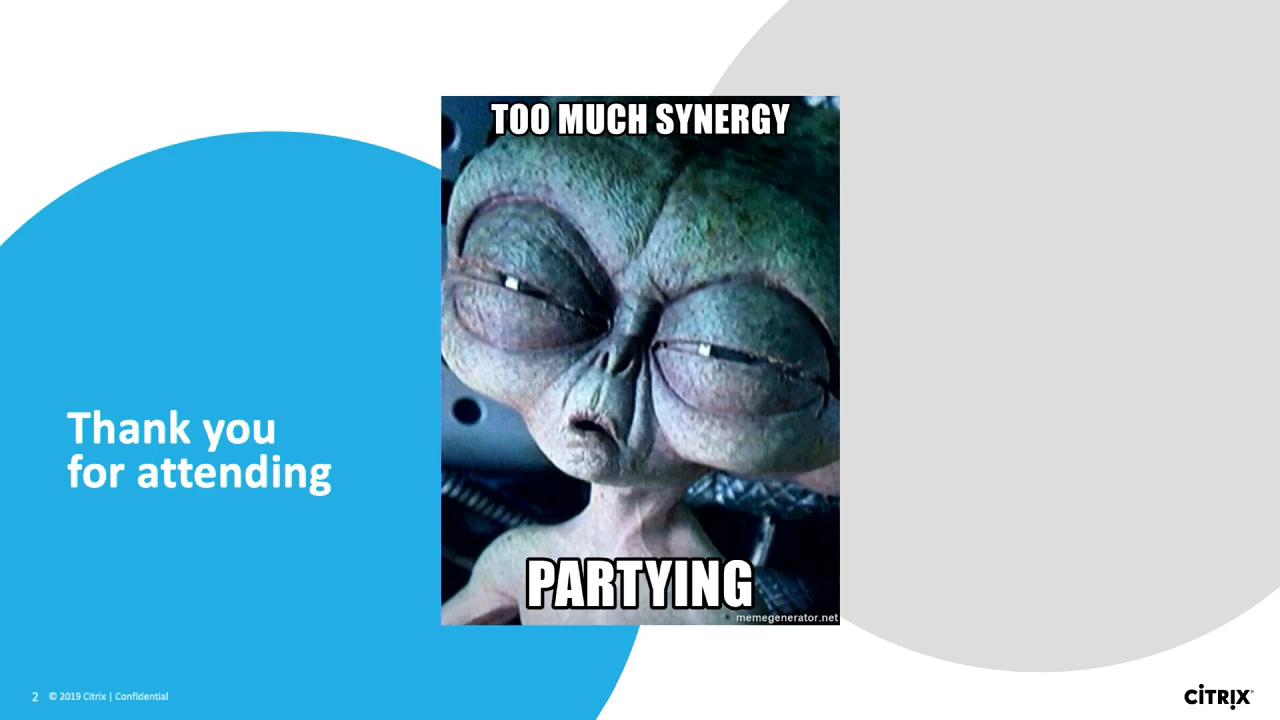 TOO MUCH SYNERGY
PARTYING
memegenerator.net
Thank you
for attending
2 © 2019 Citrix | Confidential
CITRIX